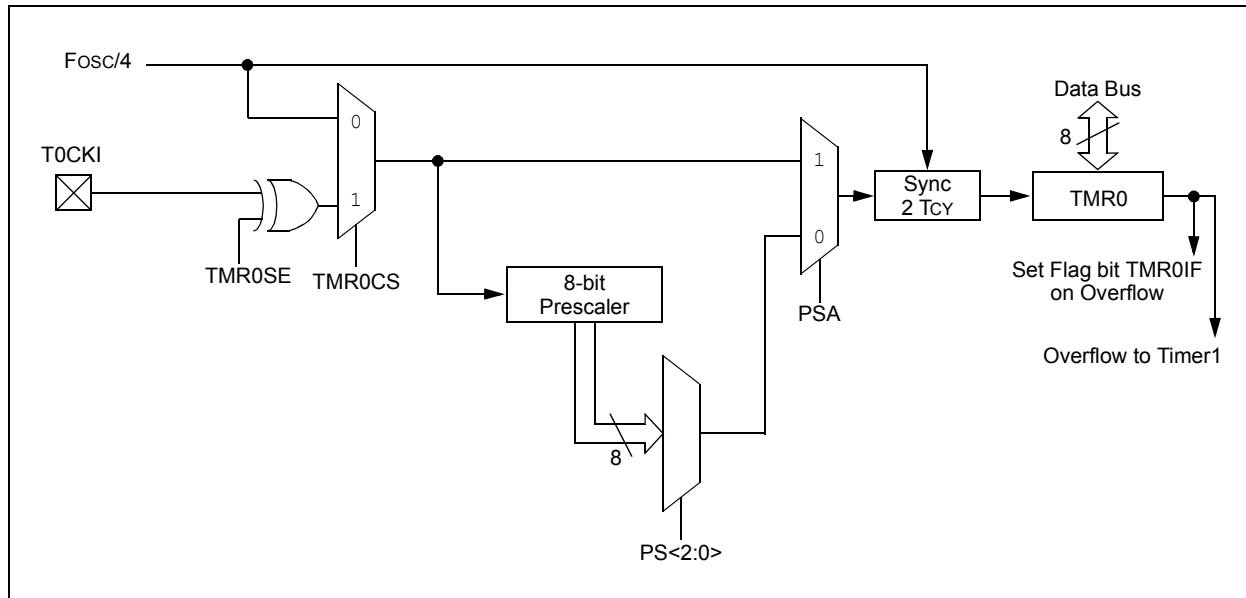 FOSC/4
Data Bus
8
T0CKI
0
1
TMR0SE
TMR0CS
8-bit
Prescaler
1
0
PSA
Sync
2 TCY
TMR0
Set Flag bit TMR0IF
on Overflow
Overflow to Timer1
8
PS<2:0>